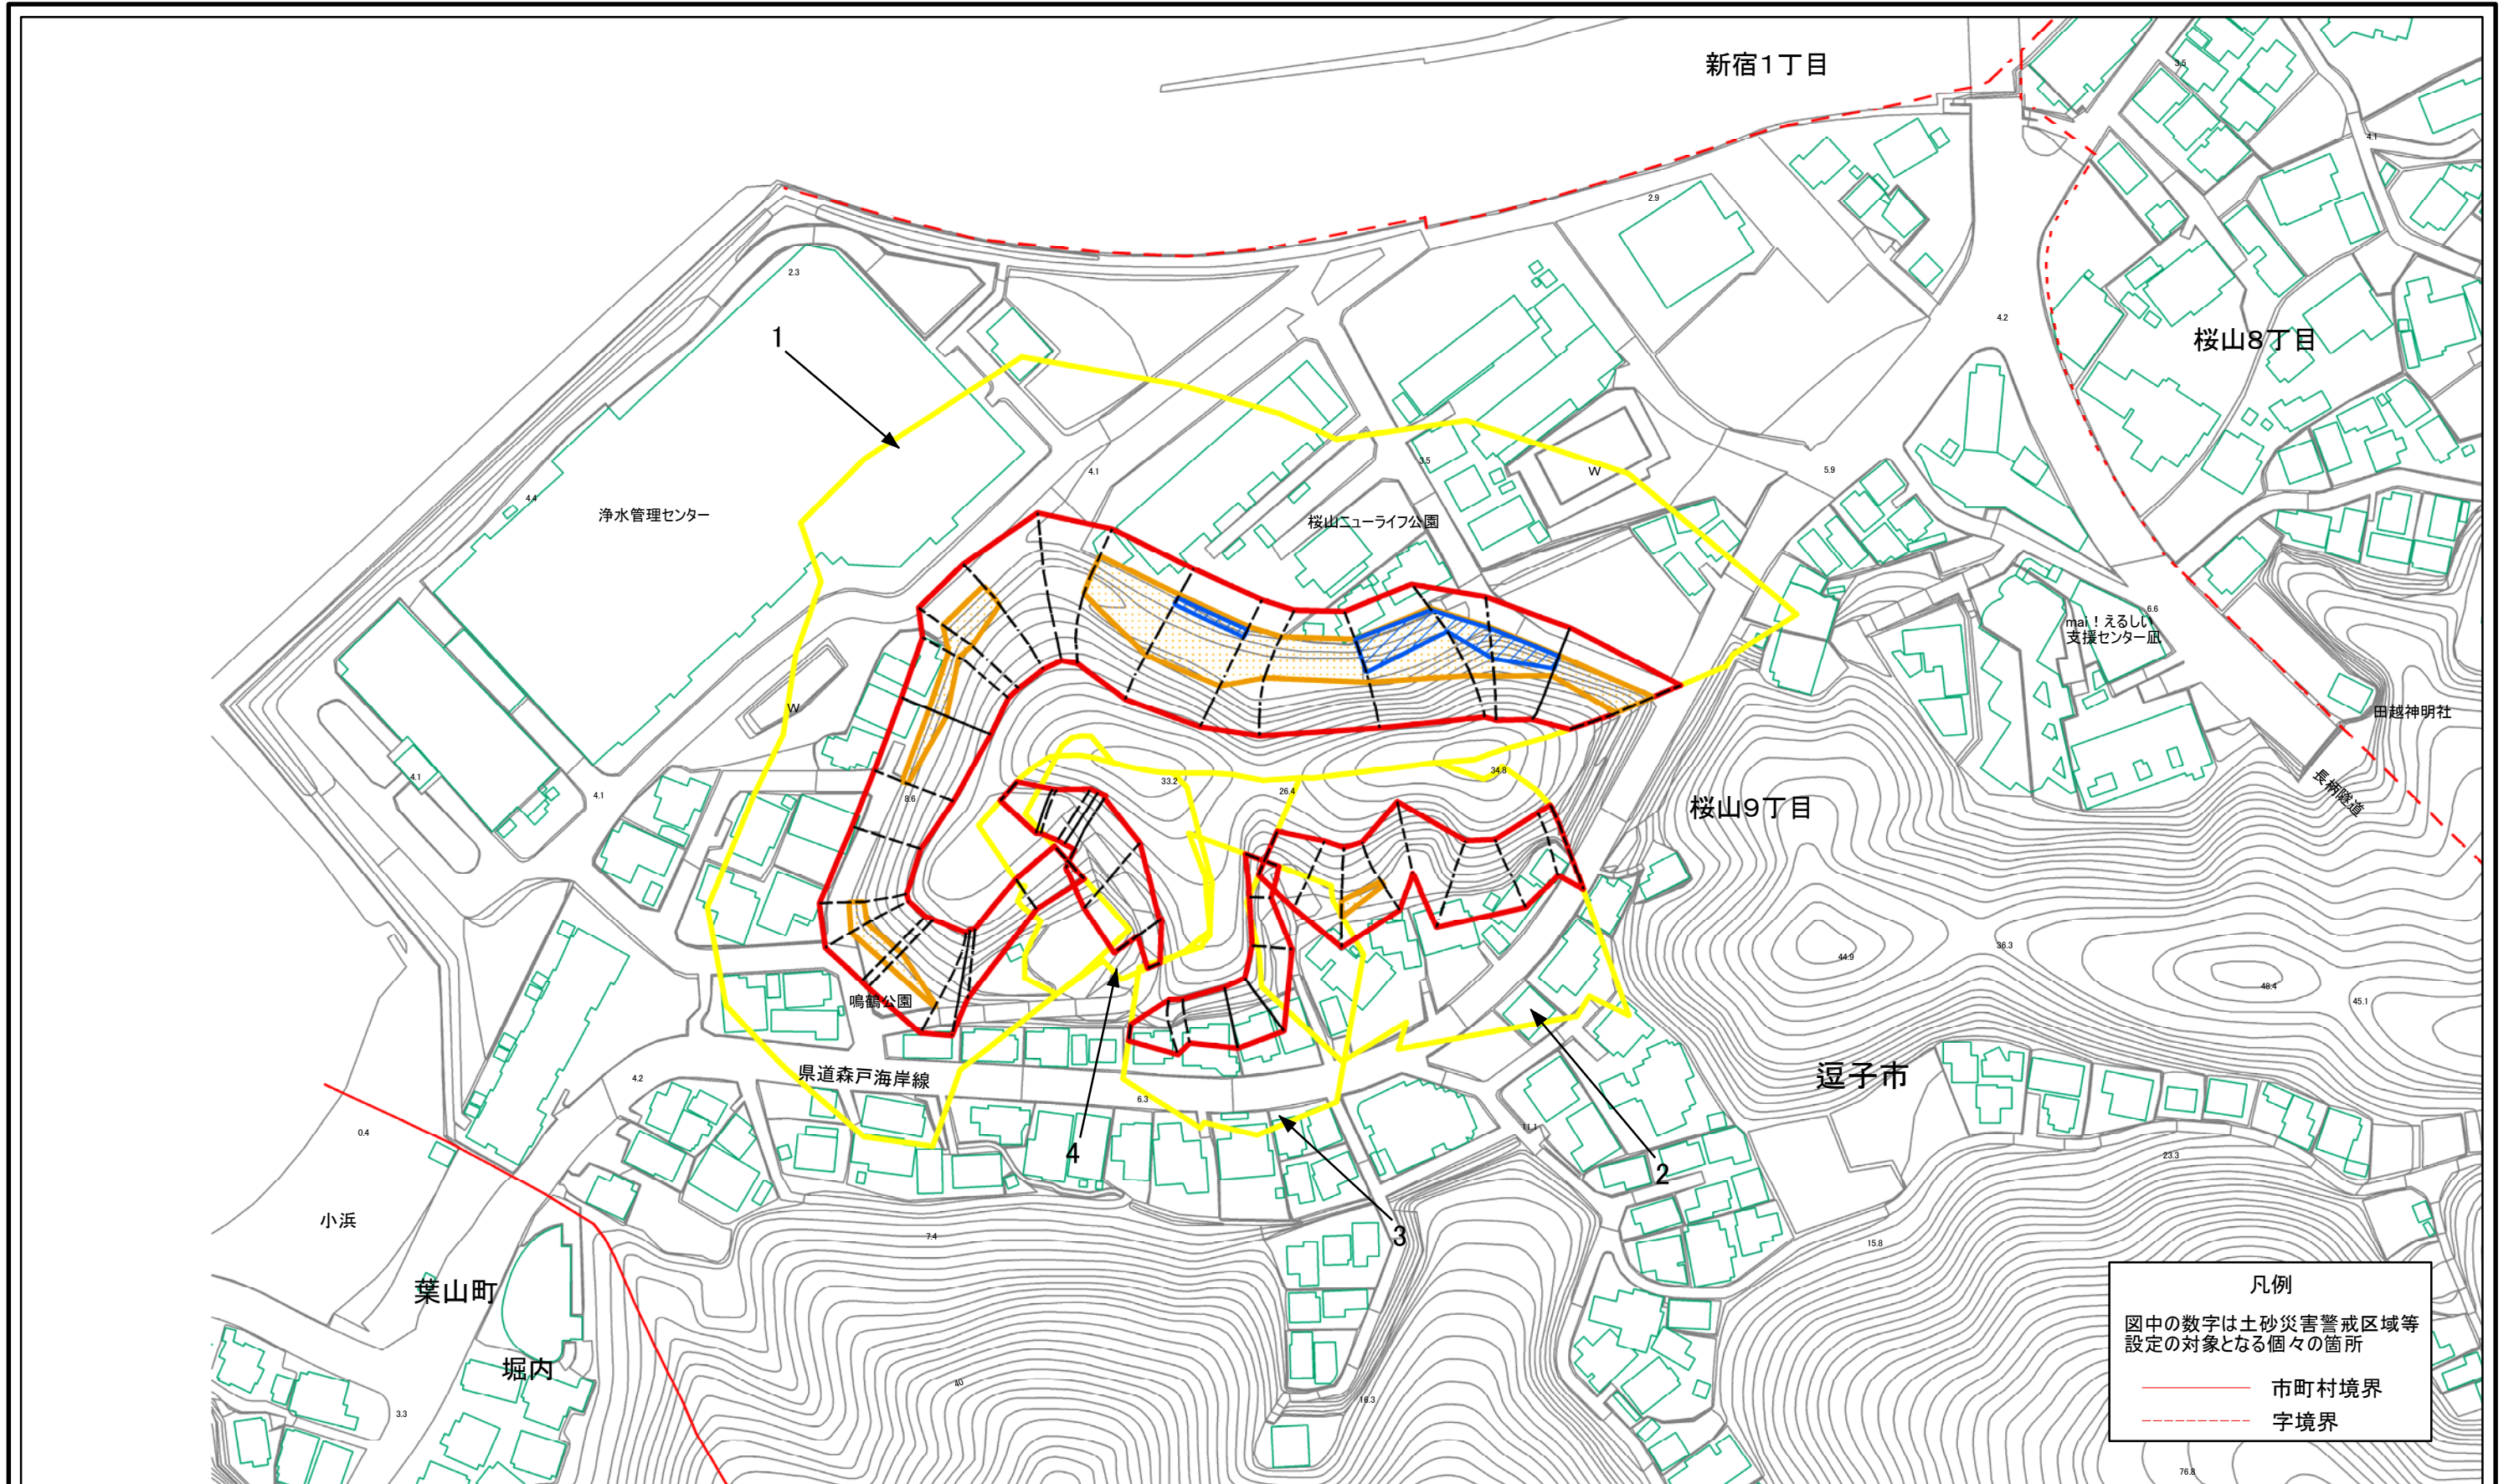 新宿1丁目
3.5
4.1
2.9
2.3
4.2
桜山8丁目
1
4.1
3.5
W
5.9
4.4
浄水管理センター
桜山ニューライフ公園
6.6
mai！えるしい
支援センター凪
W
田越神明社
4.1
4.1
8.6
33.2
26.4
34.8
桜山9丁目
長柄隧道
44.9
36.3
48.4
45.1
鳴鶴公園
県道森戸海岸線
4.2
6.3
逗子市
0.4
11.1
4
2
23.3
小浜
7.4
3
15.8
葉山町
堀内
40
16.3
3.3
76.8
凡例
図中の数字は土砂災害警戒区域等
設定の対象となる個々の箇所
市町村境界
字境界